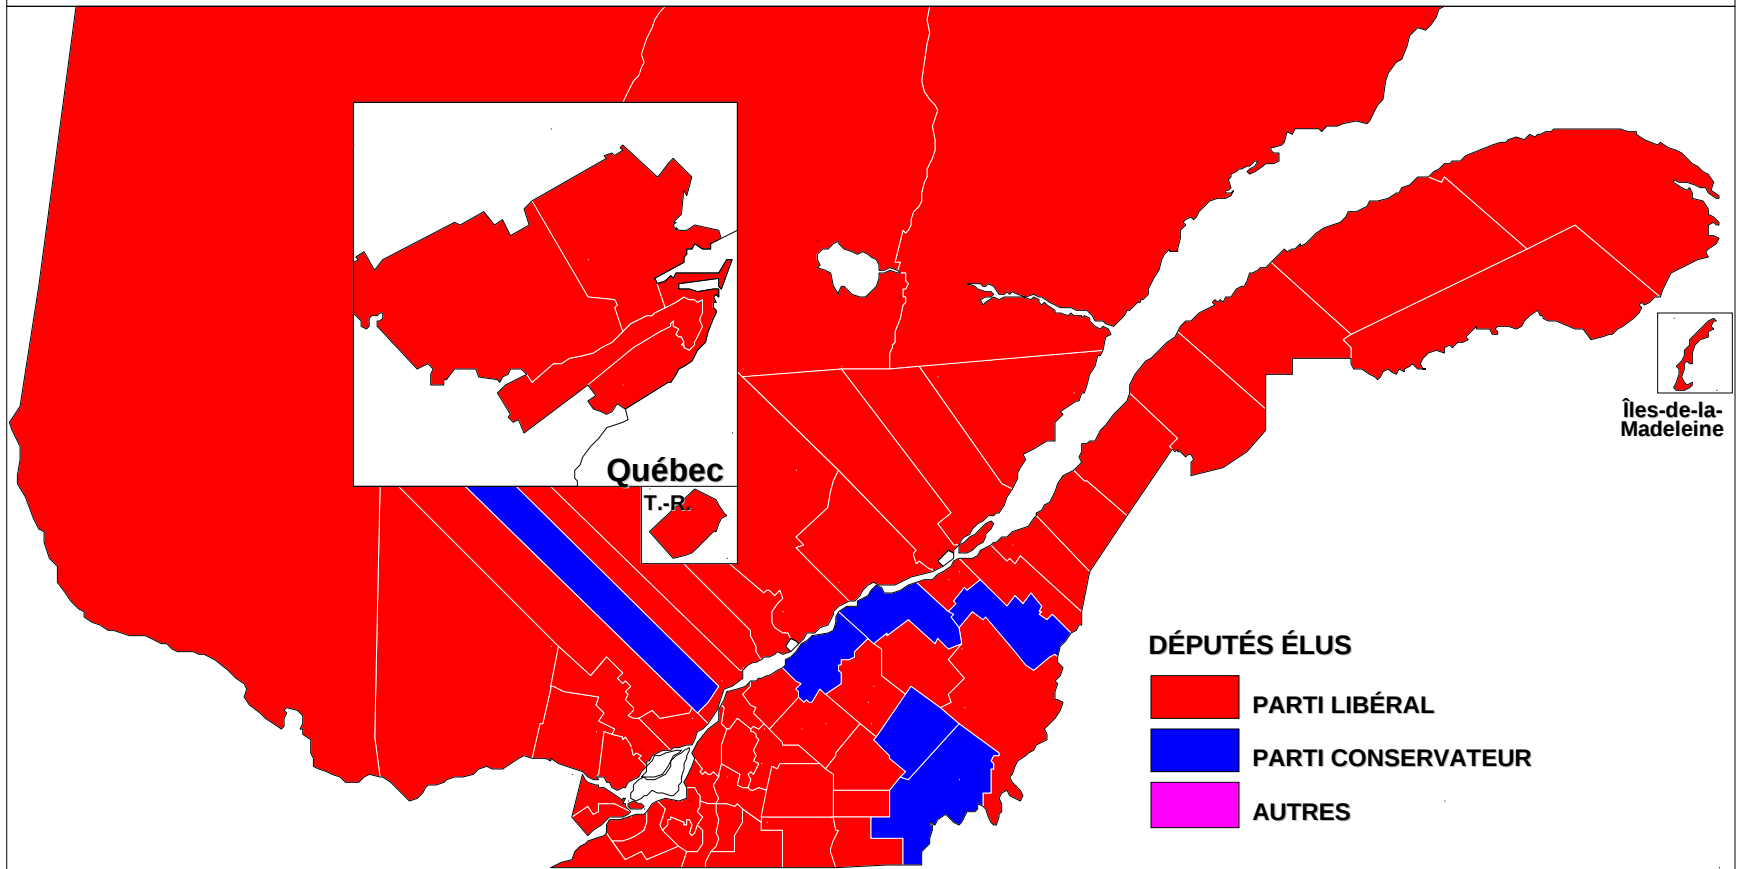 Québec
T.-R.
Îles-de-la-
Madeleine
DÉPUTÉS ÉLUS
PARTI LIBÉRAL
PARTI CONSERVATEUR
AUTRES